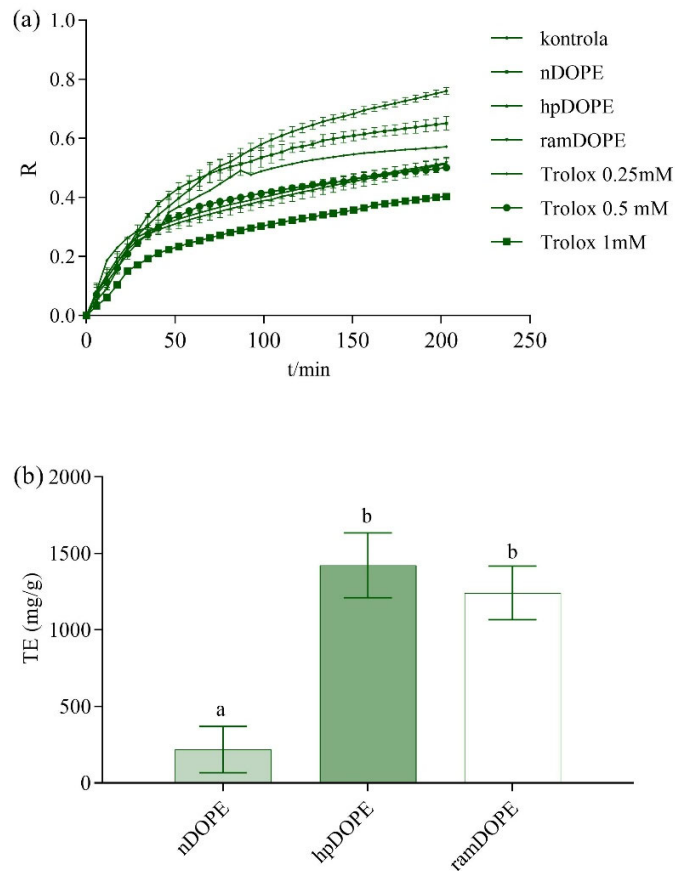 (a)
1.0
0.8
0.6
0.4
0.2
0.0
R
0
50
100
150
200
250
t/min
kontrola
nDOPE
hpDOPE
ramDOPE
Trolox 0.25mM
Trolox 0.5 mM
Trolox 1mM
(b)
2000
1500
1000
500
0
TE (mg/g)
a
b
b
nDOPE
hpDOPE
ramDOPE